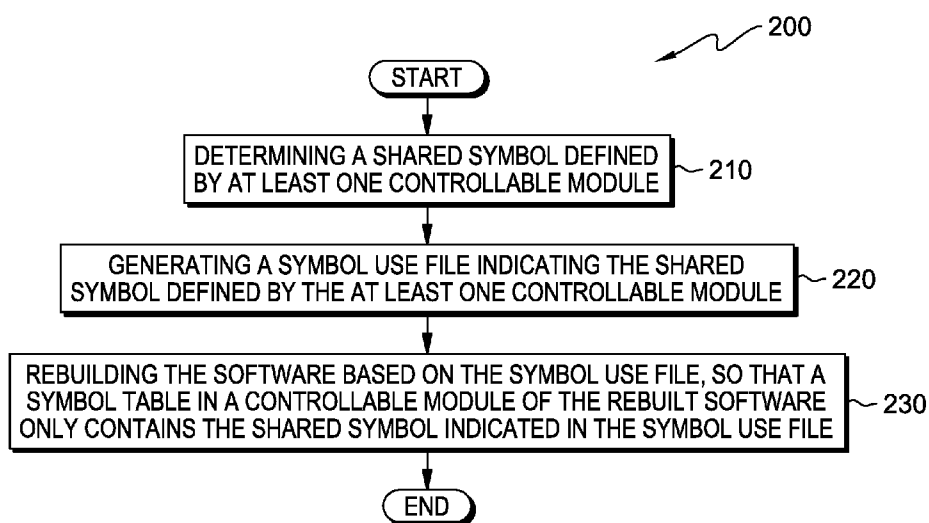 200
START
DETERMINING A SHARED SYMBOL DEFINED
BY AT LEAST ONE CONTROLLABLE MODULE
210
GENERATING A SYMBOL USE FILE INDICATING THE SHARED
SYMBOL DEFINED BY THE AT LEAST ONE CONTROLLABLE MODULE
220
REBUILDING THE SOFTWARE BASED ON THE SYMBOL USE FILE, SO THAT A
SYMBOL TABLE IN A CONTROLLABLE MODULE OF THE REBUILT SOFTWARE
ONLY CONTAINS THE SHARED SYMBOL INDICATED IN THE SYMBOL USE FILE
230
END